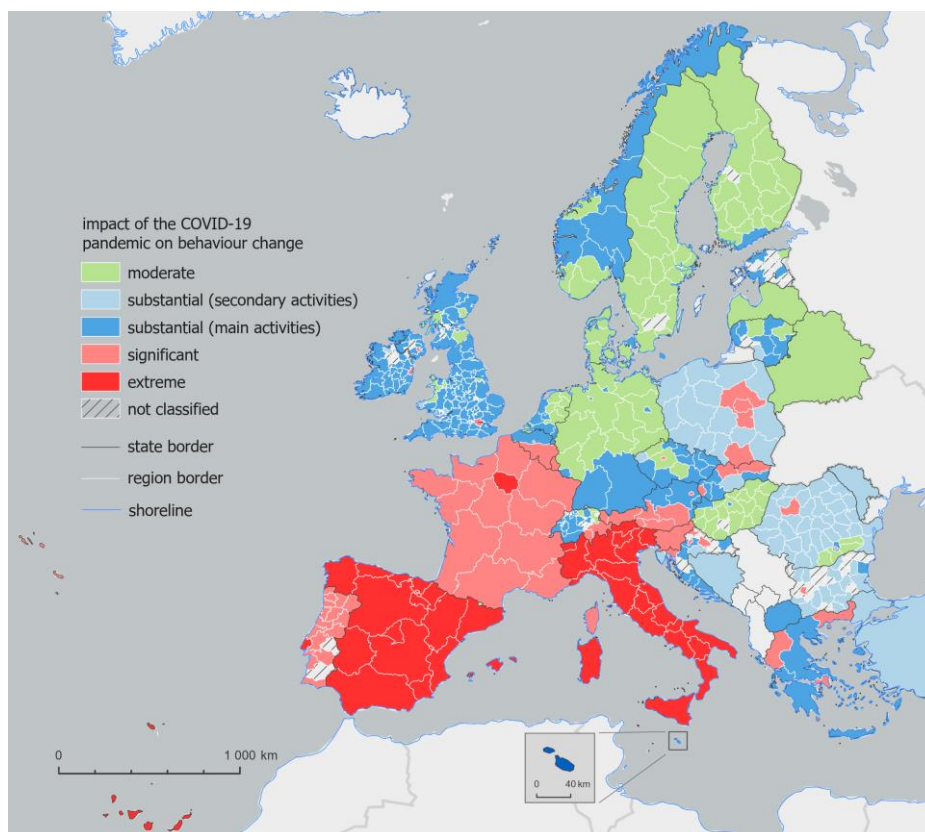 impact of the COVID-19
pandemic on behaviour change
moderate
substantial (secondary activities)
substantial (main activities)
significant
extreme
not classified
state border
region border
shoreline
0 1 000 km
0 40 km